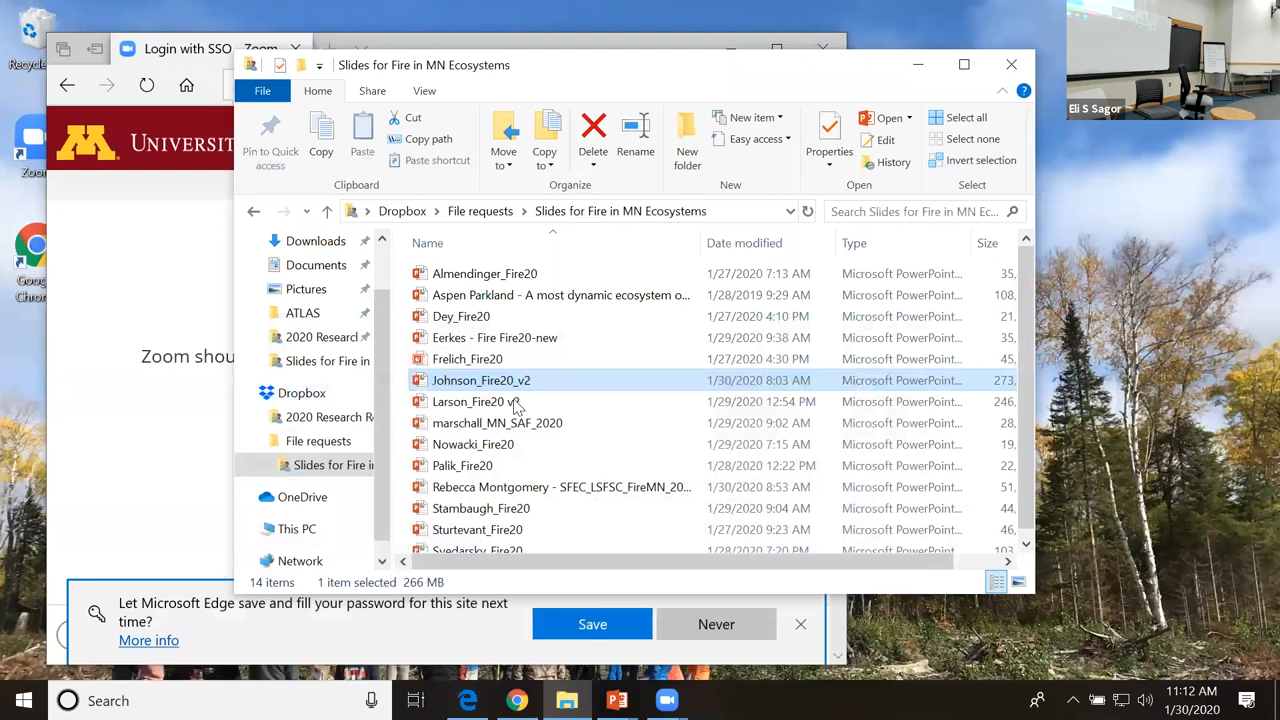 Recycle
Login with SSO - Zoom
Slides for Fire in MN Ecosystems
Eli S Sagor
File
Home
Share
View
Pin to Quick
access
Copy
Paste
Cut
Copy path
Paste shortcut
Clipboard
Move
to
Copy
to
Delete
Rename
Organize
New
folder
New item
Easy access
New
Properties
Open
Edit
History
Open
Select all
Select none
Invert selection
Select
M
UNIVERSIT
Zoom
Dropbox > File requests > Slides for Fire in MN Ecosystems
Search Slides for Fire in MN Ec...
Goog
Chron
Downloads
Documents
Pictures
ATLAS
2020 Researcl
Slides for Fire in
Dropbox
2020 Research R
File requests
Slides for Fire i
OneDrive
This PC
Network
Name Date modified Type Size
Almendinger_Fire20 1/27/2020 7:13 AM Microsoft PowerPoint... 35,
Aspen Parkland - A most dynamic ecosystem o... 1/28/2019 9:29 AM Microsoft PowerPoint... 108,
Dey_Fire20 1/27/2020 4:10 PM Microsoft PowerPoint... 21,
Eerkes - Fire Fire20-new 1/29/2020 9:38 AM Microsoft PowerPoint... 35,
Frelich_Fire20 1/27/2020 4:30 PM Microsoft PowerPoint... 45,
Johnson_Fire20_v2 1/30/2020 8:03 AM Microsoft PowerPoint... 273,
Larson_Fire20 1/29/2020 12:54 PM Microsoft PowerPoint... 246,
marschall_MN_SAF_2020 1/29/2020 9:02 AM Microsoft PowerPoint... 28,
Nowacki_Fire20 1/29/2020 7:15 AM Microsoft PowerPoint... 19,
Palik_Fire20 1/28/2020 12:22 PM Microsoft PowerPoint... 22,
Rebecca Montgomery - SFEC_LSFSC_FireMN_20... 1/30/2020 8:53 AM Microsoft PowerPoint... 51,
Stambaugh_Fire20 1/29/2020 9:04 AM Microsoft PowerPoint... 44,
Sturtevant_Fire20 1/27/2020 9:23 AM Microsoft PowerPoint... 46,
Svedarsky_Fire20 1/28/2020 7:20 PM Microsoft PowerPoint... 103,
Zoom shou
14 items 1 item selected 266 MB
Let Microsoft Edge save and fill your password for this site next
time?
More info
Save
Never
Search
11:12 AM
1/30/2020